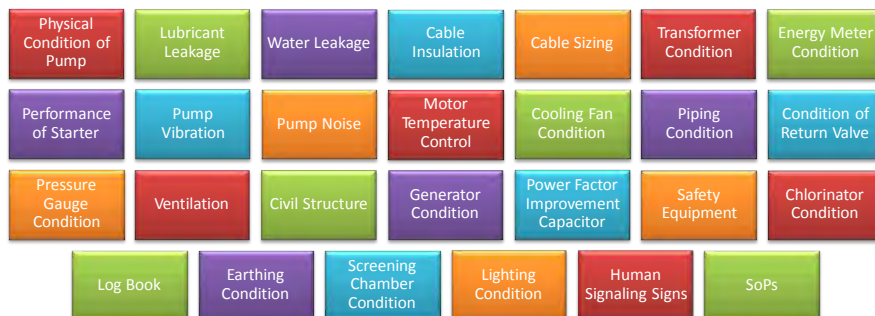 Physical
Condition of
Pump
Lubricant
Leakage
Water Leakage
Cable
Insulation
Cable Sizing
Transformer
Condition
Energy Meter
Condition
Performance
of Starter
Pump
Vibration
Pump Noise
Motor
Temperature
Control
Cooling Fan
Condition
Piping
Condition
Condition of
Return Valve
Pressure
Gauge
Condition
Ventilation
Civil Structure
Generator
Condition
Power Factor
Improvement
Capacitor
Safety
Equipment
Chlorinator
Condition
Log Book
Earthing
Condition
Screening
Chamber
Condition
Lighting
Condition
Human
Signaling Signs
SoPs